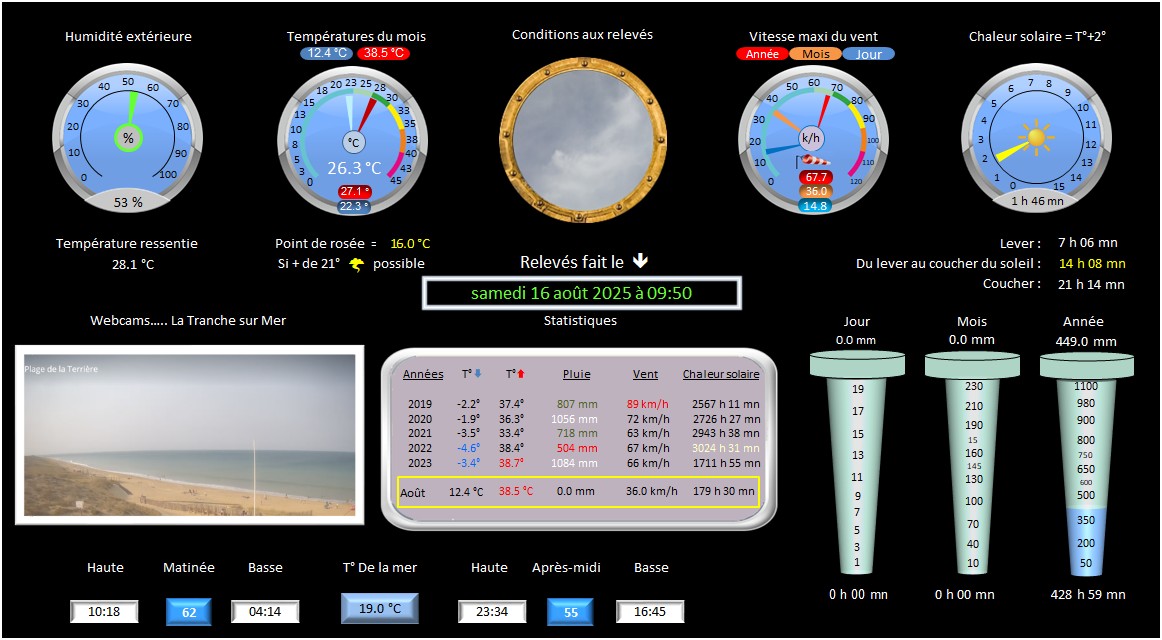 Humidité extérieure
Températures du mois
Conditions aux relevés
Vitesse maxi du vent
Chaleur solaire = T°+2°
12.4 °C 38.5 °C
Année Mois Jour
0 10 20 30 40 50 60 70 80 90 100
%
53 %
0 3 5 8 10 13 15 18 20 23 25 28 30 33 35 38 40 43 45
°C
26.3 °C
27.1 °
22.3 °
0 10 20 30 40 50 60 70 80 90 100 110 120
k/h
67.7
36.0
14.8
0 1 2 3 4 5 6 7 8 9 10 11 12 13 14 15
1 h 46 mn
Température ressentie
28.1 °C
Point de rosée = 16.0 °C
Si + de 21° possible
Relevés fait le
samedi 16 août 2025 à 09:50
Lever : 7 h 06 mn
Du lever au coucher du soleil : 14 h 08 mn
Coucher : 21 h 14 mn
Webcams..... La Tranche sur Mer
Plage de la Terrière
Statistiques
Années T° T° Pluie Vent Chaleur solaire
2019 -2.2° 37.4° 807 mm 89 km/h 2567 h 11 mn
2020 -1.9° 36.3° 1056 mm 72 km/h 2726 h 27 mn
2021 -3.5° 33.4° 718 mm 63 km/h 2943 h 38 mn
2022 -4.6° 38.4° 504 mm 67 km/h 3024 h 31 mn
2023 -3.4° 38.7° 1084 mm 66 km/h 1711 h 55 mn
Août 12.4 °C 38.5 °C 0.0 mm 36.0 km/h 179 h 30 mn
Jour
0.0 mm
19
17
15
13
11
9
7
5
3
1
0 h 00 mn
Mois
0.0 mm
230
210
190
15
160
145
130
100
70
40
10
0 h 00 mn
Année
449.0 mm
1100
980
900
800
750
650
600
500
350
200
50
428 h 59 mn
Haute Matinée Basse
10:18 62 04:14
T° De la mer
19.0 °C
Haute Après-midi Basse
23:34 55 16:45